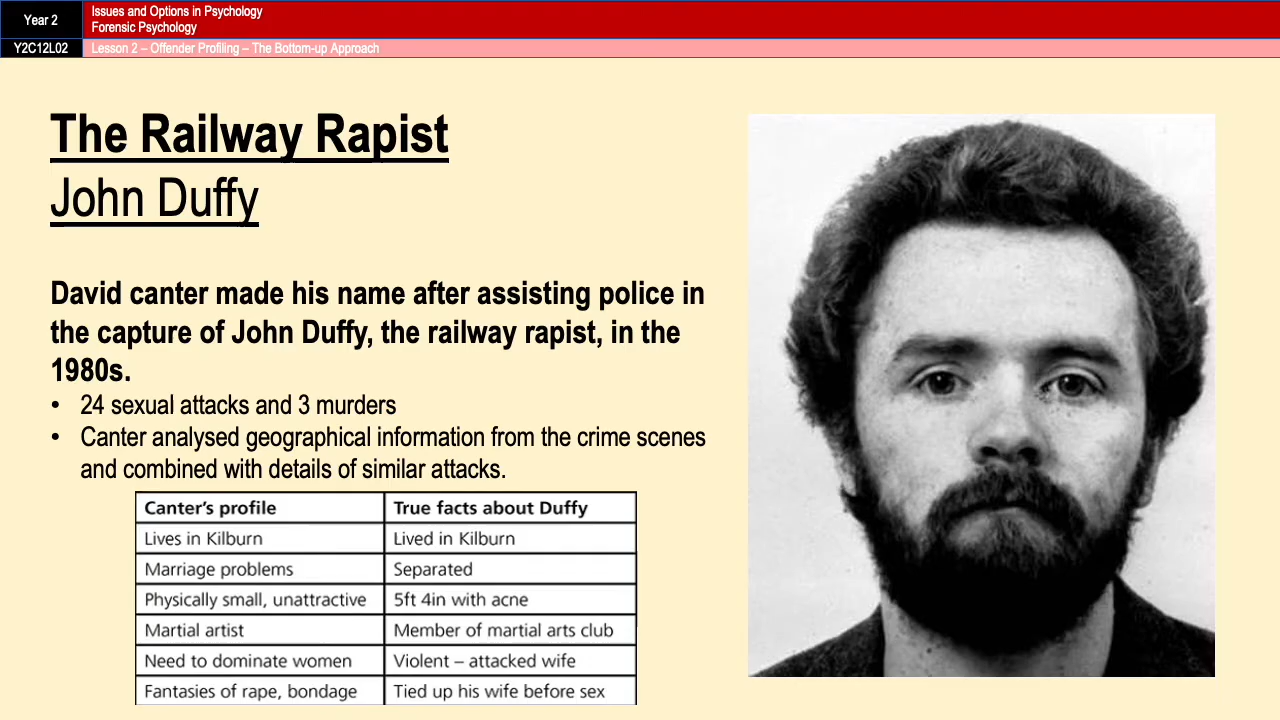 Year 2
Issues and Options in Psychology
Forensic Psychology
Y2C12L02
Lesson 2 – Offender Profiling – The Bottom-up Approach
The Railway Rapist
John Duffy
David canter made his name after assisting police in
the capture of John Duffy, the railway rapist, in the
1980s.
• 24 sexual attacks and 3 murders
• Canter analysed geographical information from the crime scenes
and combined with details of similar attacks.
Canter's profile True facts about Duffy
Lives in Kilburn Lived in Kilburn
Marriage problems Separated
Physically small, unattractive 5ft 4in with acne
Martial artist Member of martial arts club
Need to dominate women Violent – attacked wife
Fantasies of rape, bondage Tied up his wife before sex